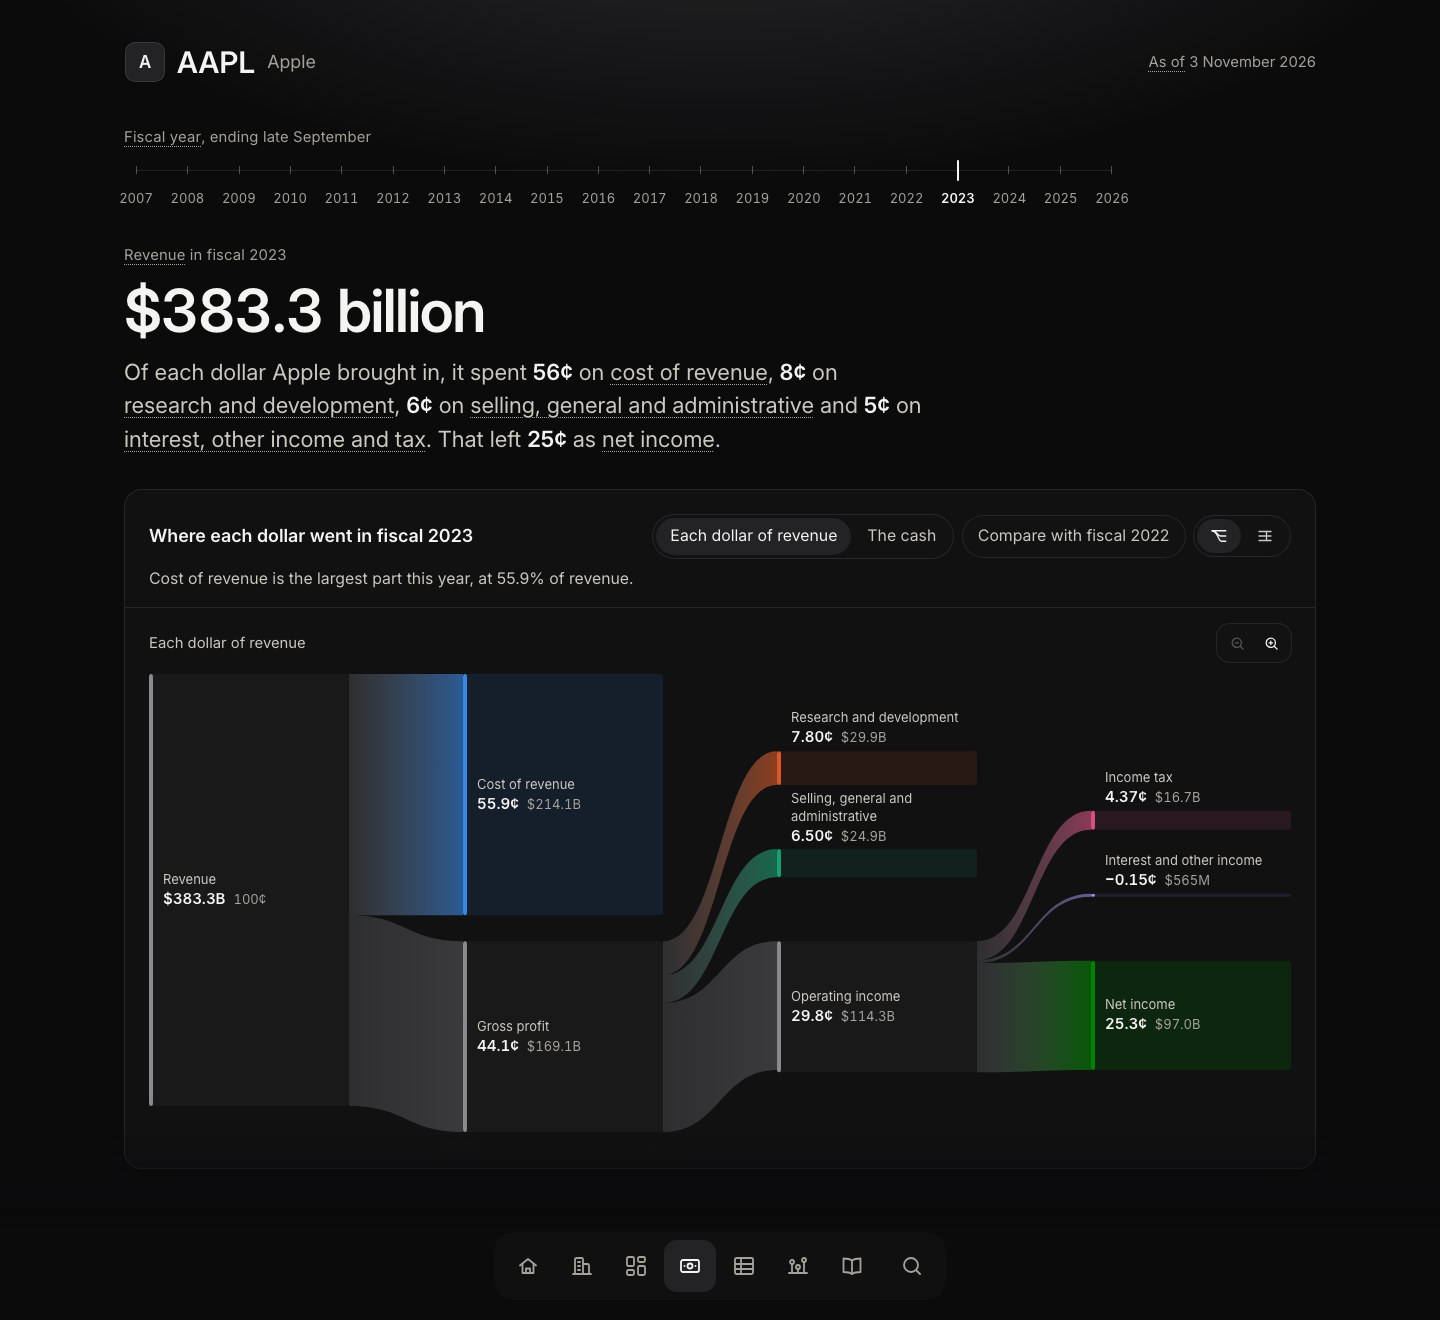 A AAPL Apple
As of 3 November 2026
Fiscal year, ending late September
2007 2008 2009 2010 2011 2012 2013 2014 2015 2016 2017 2018 2019 2020 2021 2022 2023 2024 2025 2026
Revenue in fiscal 2023
$383.3 billion
Of each dollar Apple brought in, it spent 56¢ on cost of revenue, 8¢ on
research and development, 6¢ on selling, general and administrative and 5¢ on
interest, other income and tax. That left 25¢ as net income.
Where each dollar went in fiscal 2023
Each dollar of revenue
The cash
Compare with fiscal 2022
Cost of revenue is the largest part this year, at 55.9% of revenue.
Each dollar of revenue
Revenue
$383.3B 100¢
Cost of revenue
55.9¢ $214.1B
Gross profit
44.1¢ $169.1B
Research and development
7.80¢ $29.9B
Selling, general and
administrative
6.50¢ $24.9B
Operating income
29.8¢ $114.3B
Income tax
4.37¢ $16.7B
Interest and other income
−0.15¢ $565M
Net income
25.3¢ $97.0B